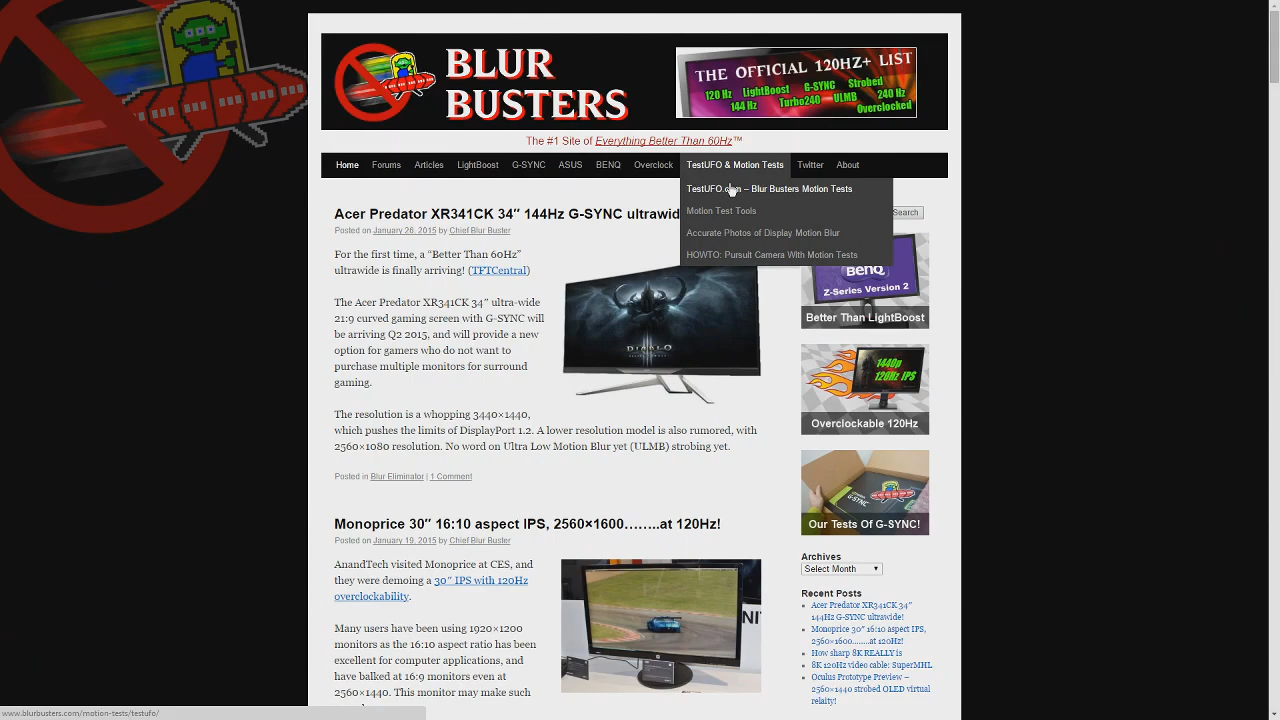 BLUR
BUSTERS
THE OFFICIAL 120HZ+ LIST
120 Hz LightBoost G-SYNC Strobed
144 Hz Turbo240 ULMB 240 Hz
Overclocked
The #1 Site of Everything Better Than 60Hz™
Home Forums Articles LightBoost G-SYNC ASUS BENQ Overclock TestUFO & Motion Tests Twitter About
TestUFO.com – Blur Busters Motion Tests
Motion Test Tools
Accurate Photos of Display Motion Blur
HOWTO: Pursuit Camera With Motion Tests
Search
Acer Predator XR341CK 34″ 144Hz G-SYNC ultrawid
Posted on January 26, 2015 by Chief Blur Buster
For the first time, a “Better Than 60Hz”
ultrawide is finally arriving! (TFTCentral)
The Acer Predator XR341CK 34″ ultra-wide
21:9 curved gaming screen with G-SYNC will
be arriving Q2 2015, and will provide a new
option for gamers who do not want to
purchase multiple monitors for surround
gaming.
DIABLO
The resolution is a whopping 3440×1440,
which pushes the limits of DisplayPort 1.2. A lower resolution model is also rumored, with
2560×1080 resolution. No word on Ultra Low Motion Blur yet (ULMB) strobing yet.
Posted in Blur Eliminator | 1 Comment
Monoprice 30″ 16:10 aspect IPS, 2560×1600……..at 120Hz!
Posted on January 19, 2015 by Chief Blur Buster
AnandTech visited Monoprice at CES, and
they were demoing a 30″ IPS with 120Hz
overclockability.
Many users have been using 1920×1200
monitors as the 16:10 aspect ratio has been
excellent for computer applications, and
have balked at 16:9 monitors even at
2560×1440. This monitor may make such
NIT
BenQ
Z-Series Version 2
Better Than LightBoost
1440p
120Hz IPS
Overclockable 120Hz
G-SYNC
Our Tests Of G-SYNC!
Archives
Select Month
Recent Posts
Acer Predator XR341CK 34″
144Hz G-SYNC ultrawide!
Monoprice 30″ 16:10 aspect IPS,
2560×1600……..at 120Hz!
How sharp 8K REALLY is
8K 120Hz video cable: SuperMHL
Oculus Prototype Preview –
2560×1440 strobed OLED virtual
relaity!
www.blurbusters.com/motion-tests/testufo/